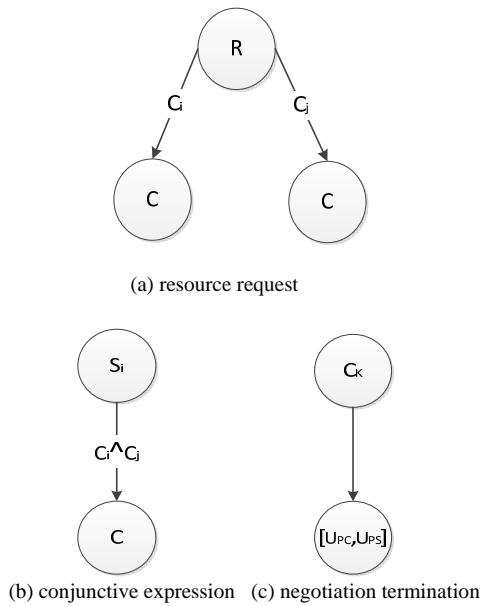 R
Ci
Cj
C
C
(a) resource request
Si
CK
Ci^Cj
C
[UPC,UPS]
(b) conjunctive expression
(c) negotiation termination